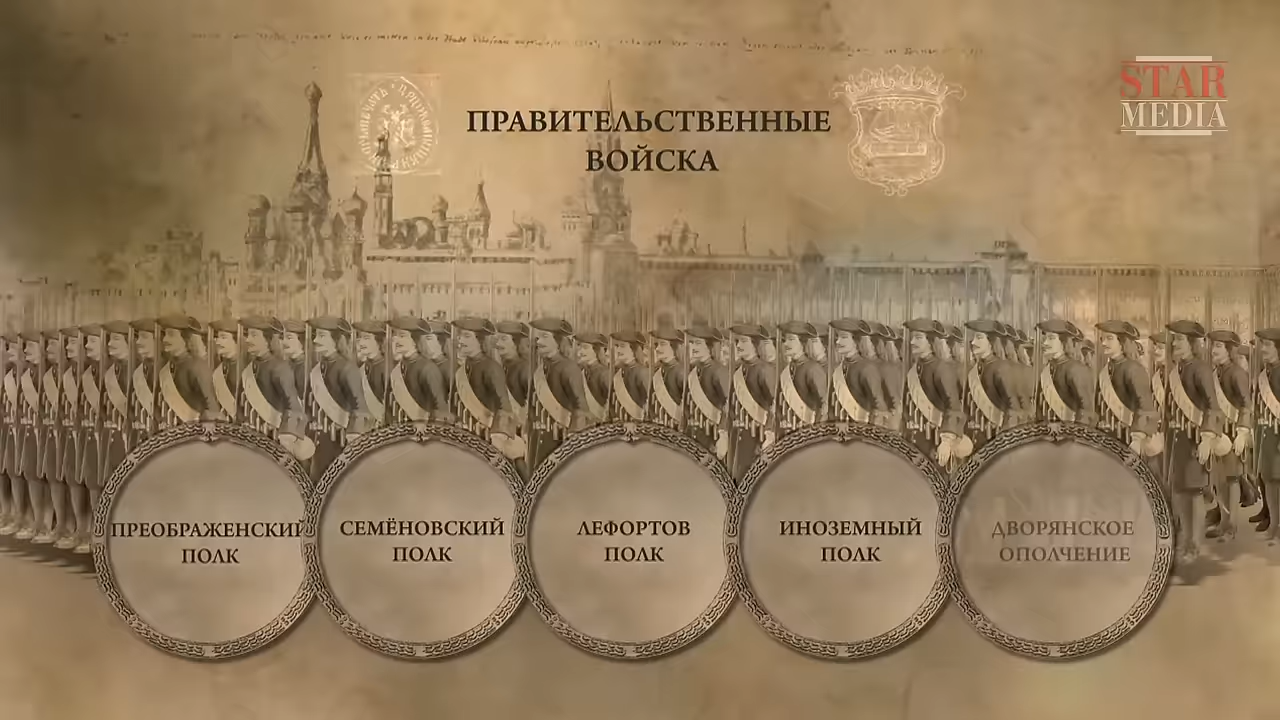 STAR
MEDIA
ПРАВИТЕЛЬСТВЕННЫЕ
ВОЙСКА
ПРЕОБРАЖЕНСКИЙ
ПОЛК
СЕМЁНОВСКИЙ
ПОЛК
ЛЕФОРТОВ
ПОЛК
ИНОЗЕМНЫЙ
ПОЛК
ДВОРЯНСКОЕ
ОПОЛЧЕНИЕ